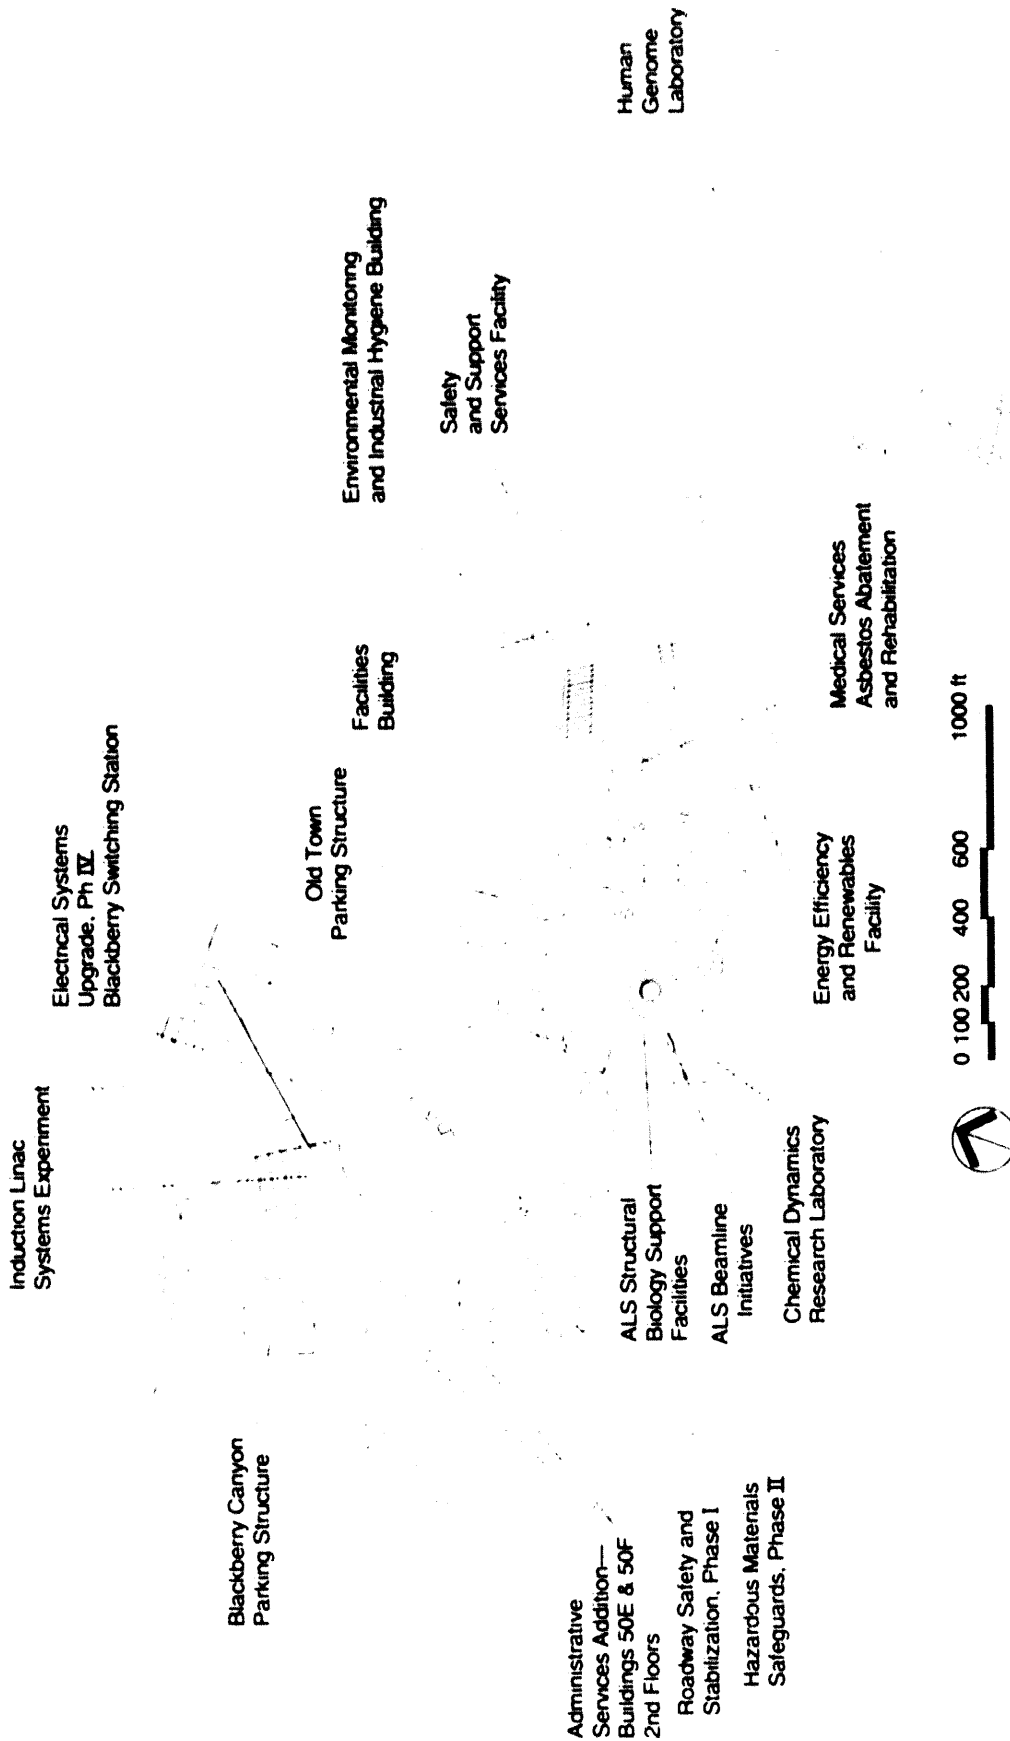 Induction Linac
Systems Experiment
Electrical Systems
Upgrade, Ph IV
Blackberry Switching Station
Blackberry Canyon
Parking Structure
Old Town
Parking Structure
Facilities
Building
Environmental Monitoring
and Industrial Hygiene Building
Safety
and Support
Services Facility
Human
Genome
Laboratory
Administrative
Services Addition—
Buildings 50E & 50F
2nd Floors
Roadway Safety and
Stabilization, Phase I
Hazardous Materials
Safeguards, Phase II
ALS Structural
Biology Support
Facilities
ALS Beamline
Initiatives
Chemical Dynamics
Research Laboratory
Energy Efficiency
and Renewables
Facility
Medical Services
Asbestos Abatement
and Rehabilitation
0 100 200 400 600 1000 ft